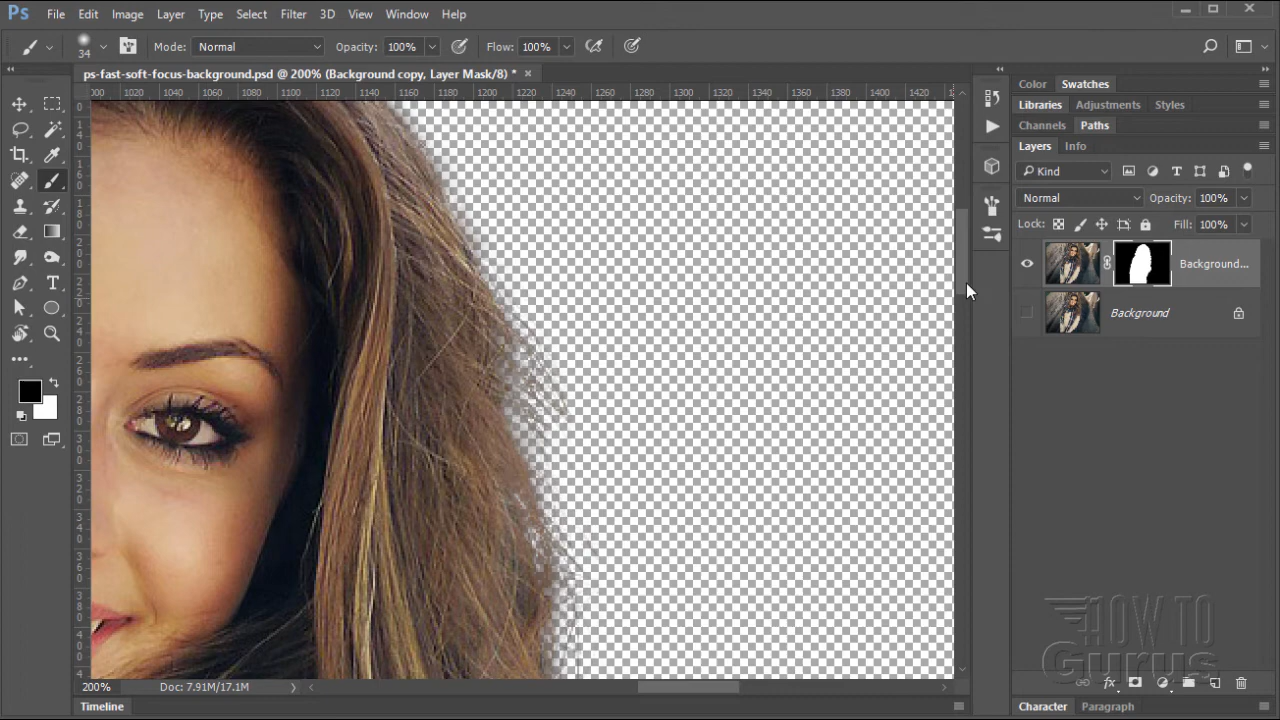 Ps File Edit Image Layer Type Select Filter 3D View Window Help
34 Mode: Normal Opacity: 100% Flow: 100%
ps-fast-soft-focus-background.psd @ 200% (Background copy, Layer Mask/8) * ×
1020 1040 1060 1080 1100 1120 1140 1160 1180 1200 1220 1240 1260 1280 1300 1320 1340 1360 1380 1400 1420
Color Swatches
Libraries Adjustments Styles
Channels Paths
Layers Info
Kind
Normal Opacity: 100%
Lock: Fill: 100%
Background...
Background
HOW TO
Gurus
200% Doc: 7.91M/17.1M
Timeline
Character Paragraph